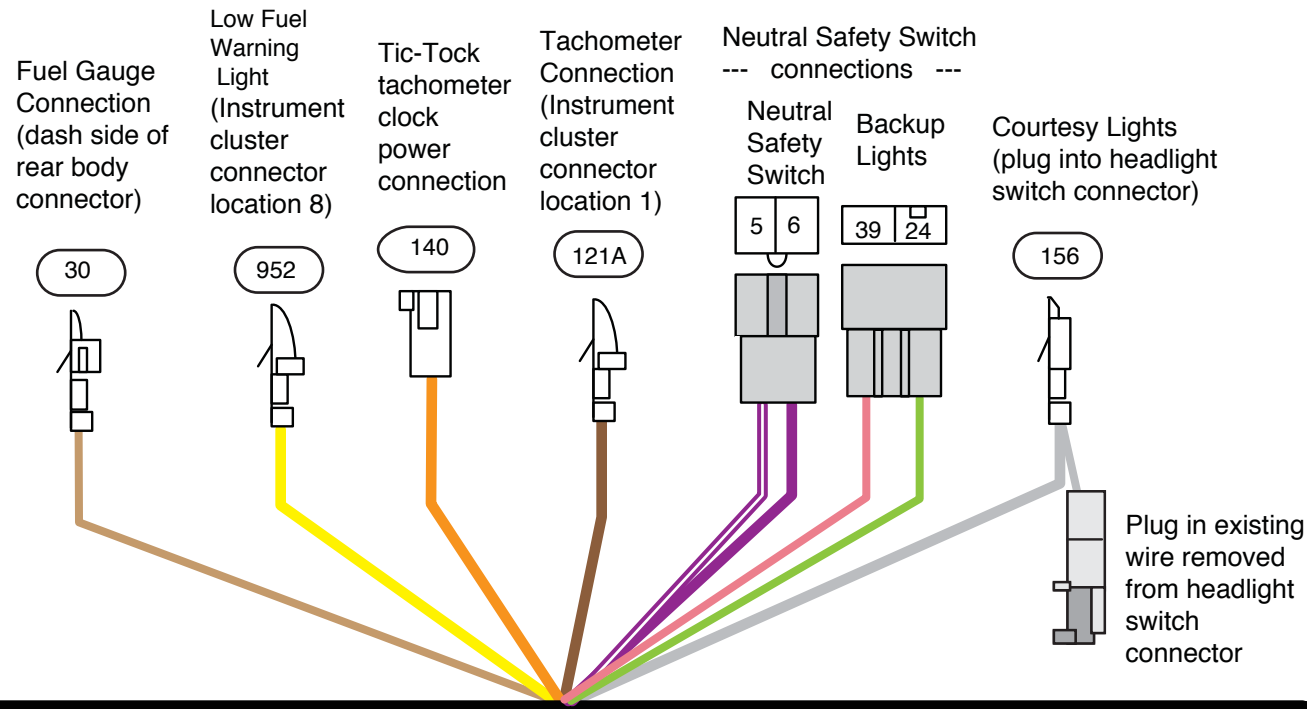 Fuel Gauge
Connection
(dash side of
rear body
connector)
30
Low Fuel
Warning
Light
(Instrument
cluster
connector
location 8)
952
Tic-Tock
tachometer
clock
power
connection
140
Tachometer
Connection
(Instrument
cluster
connector
location 1)
121A
Neutral Safety Switch
--- connections ---
Neutral
Safety
Switch
5 6
Backup
Lights
39 24
Courtesy Lights
(plug into headlight
switch connector)
156
Plug in existing
wire removed
from headlight
switch
connector